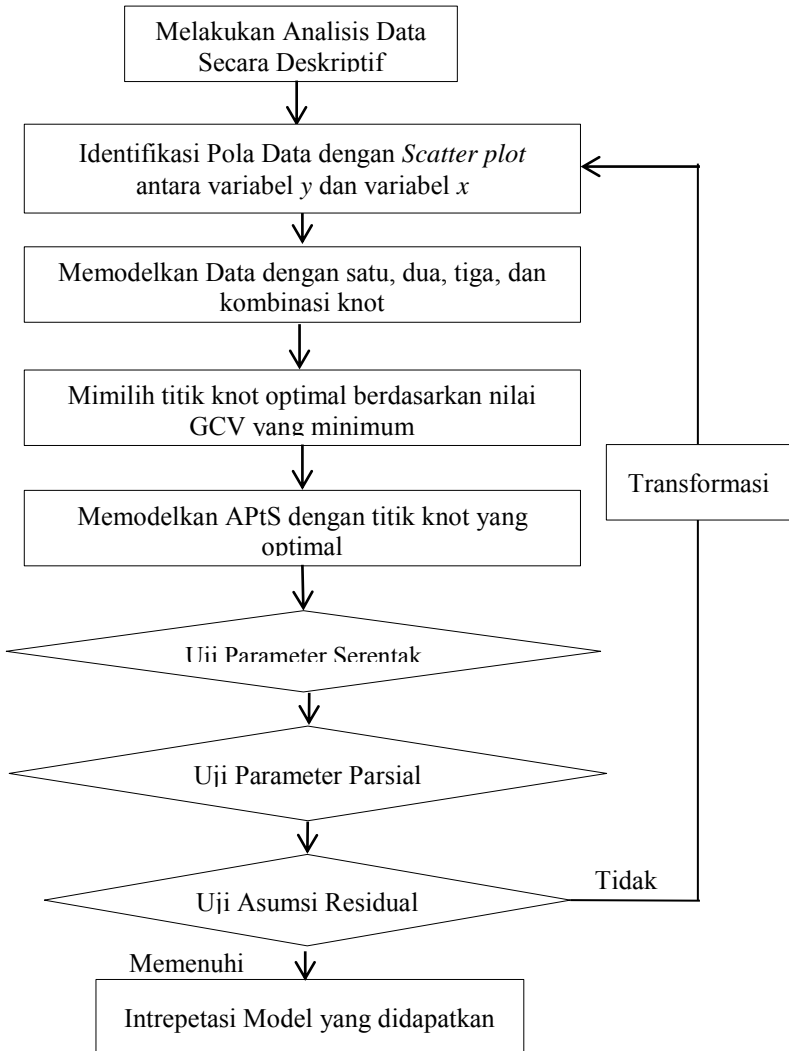 Melakukan Analisis Data
Secara Deskriptif
Identifikasi Pola Data dengan Scatter plot
antara variabel y dan variabel x
Memodelkan Data dengan satu, dua, tiga, dan
kombinasi knot
Mimilih titik knot optimal berdasarkan nilai
GCV yang minimum
Transformasi
Memodelkan APtS dengan titik knot yang
optimal
Uji Parameter Serentak
Uji Parameter Parsial
Uji Asumsi Residual
Tidak
Memenuhi
Intrepetasi Model yang didapatkan